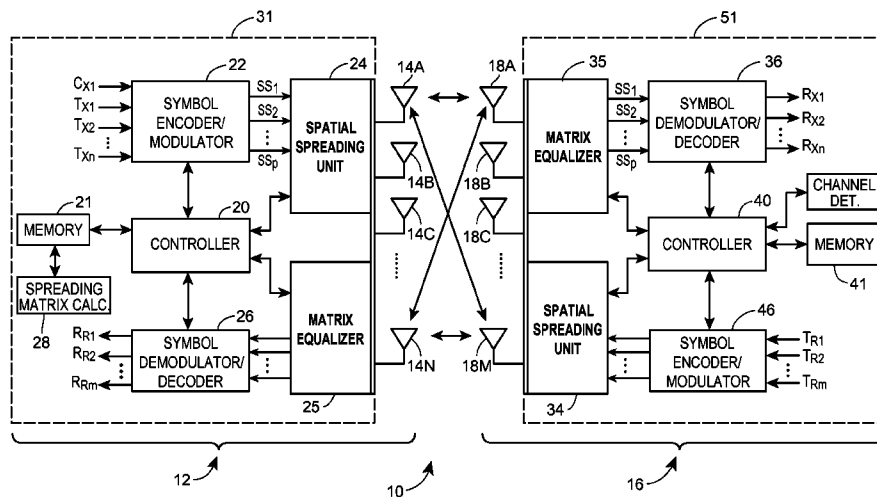 31
51
22
24
14A
18A
35
36
CX1
TX1
TX2
TXn
SYMBOL
ENCODER/
MODULATOR
SS1
SS2
SSp
SPATIAL
SPREADING
UNIT
MATRIX
EQUALIZER
SS1
SS2
SSp
SYMBOL
DEMODULATOR/
DECODER
RX1
RX2
RXn
14B
18B
21
20
14C
18C
40
CHANNEL
DET.
MEMORY
CONTROLLER
CONTROLLER
MEMORY
41
SPREADING
MATRIX CALC.
28
26
MATRIX
EQUALIZER
SPATIAL
SPREADING
UNIT
46
RR1
RR2
RRm
SYMBOL
DEMODULATOR/
DECODER
14N
18M
SYMBOL
ENCODER/
MODULATOR
TR1
TR2
TRm
25
34
12
10
16